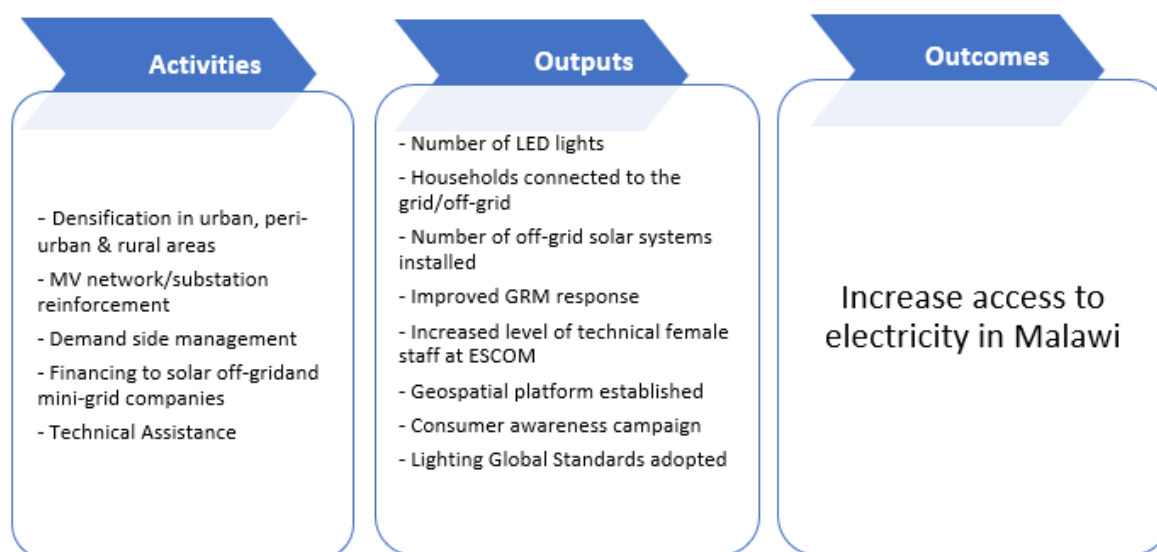 Activities
- Densification in urban, peri-
urban & rural areas
- MV network/substation
reinforcement
- Demand side management
- Financing to solar off-gridand
mini-grid companies
- Technical Assistance
Outputs
- Number of LED lights
- Households connected to the
grid/off-grid
- Number of off-grid solar systems
installed
- Improved GRM response
- Increased level of technical female
staff at ESCOM
- Geospatial platform established
- Consumer awareness campaign
- Lighting Global Standards adopted
Outcomes
Increase access to
electricity in Malawi